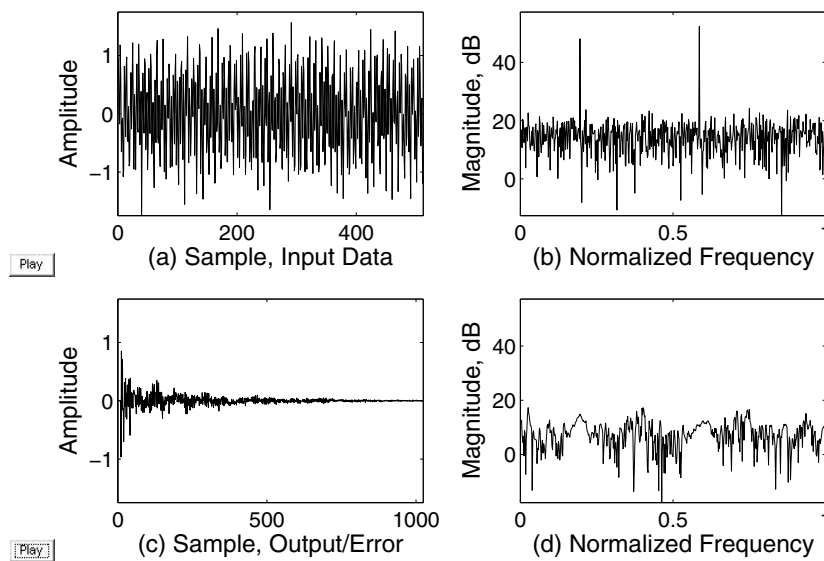 Amplitude
1
0
−1
0
200
400
(a) Sample, Input Data
Magnitude, dB
40
20
0
0
0.5
1
(b) Normalized Frequency
Play
Amplitude
1
0
−1
0
500
1000
(c) Sample, Output/Error
Magnitude, dB
40
20
0
0
0.5
1
(d) Normalized Frequency
Play